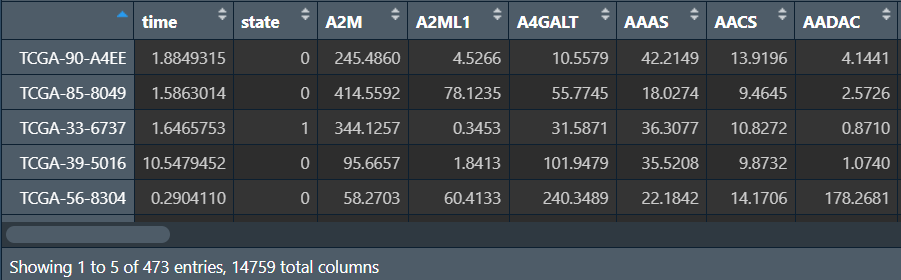 time state A2M A2ML1 A4GALT AAAS AACS AADAC
TCGA-90-A4EE 1.8849315 0 245.4860 4.5266 10.5579 42.2149 13.9196 4.1441
TCGA-85-8049 1.5863014 0 414.5592 78.1235 55.7745 18.0274 9.4645 2.5726
TCGA-33-6737 1.6465753 1 344.1257 0.3453 31.5871 36.3077 10.8272 0.8710
TCGA-39-5016 10.5479452 0 95.6657 1.8413 101.9479 35.5208 9.8732 1.0740
TCGA-56-8304 0.2904110 0 58.2703 60.4133 240.3489 22.1842 14.1706 178.2681
Showing 1 to 5 of 473 entries, 14759 total columns